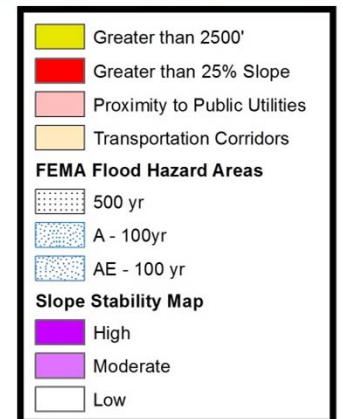 Greater than 2500'
Greater than 25% Slope
Proximity to Public Utilities
Transportation Corridors
FEMA Flood Hazard Areas
500 yr
A - 100yr
AE - 100 yr
Slope Stability Map
High
Moderate
Low